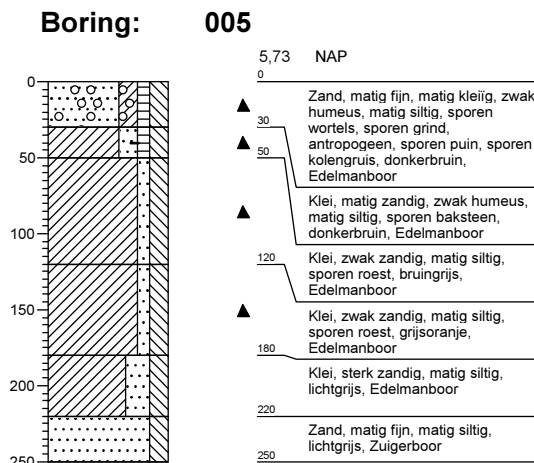 Boring: 005
5,73 NAP
0
0
Zand, matig fijn, matig kleiïg, zwak
humeus, matig siltig, sporen
wortels, sporen grind,
antropogeen, sporen puin, sporen
kolengruis, donkerbruin,
Edelmanboor
30
50
50
Klei, matig zandig, zwak humeus,
matig siltig, sporen baksteen,
donkerbruin, Edelmanboor
100
120
Klei, zwak zandig, matig siltig,
sporen roest, bruingrijs,
Edelmanboor
150
Klei, zwak zandig, matig siltig,
sporen roest, grijsoranje,
Edelmanboor
180
Klei, sterk zandig, matig siltig,
lichtgrijs, Edelmanboor
200
220
Zand, matig fijn, matig siltig,
lichtgrijs, Zuigerboor
250
250